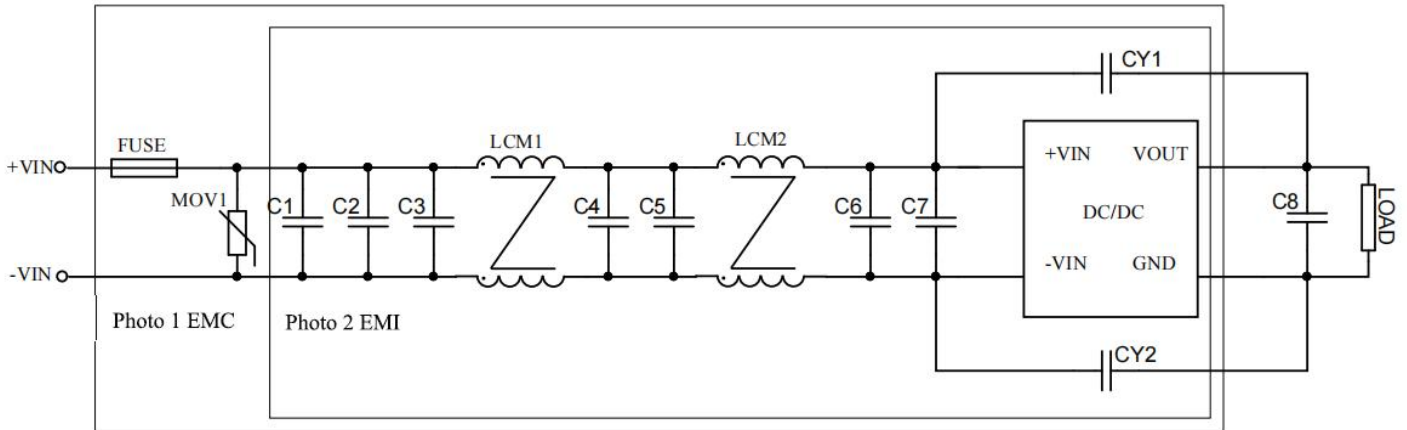 CY1
FUSE
LCM1
LCM2
+VIN
+VIN
VOUT
MOV1
C1
C2
C3
C4
C5
C6
C7
DC/DC
C8
LOAD
-VIN
-VIN
GND
Photo 1 EMC
Photo 2 EMI
CY2